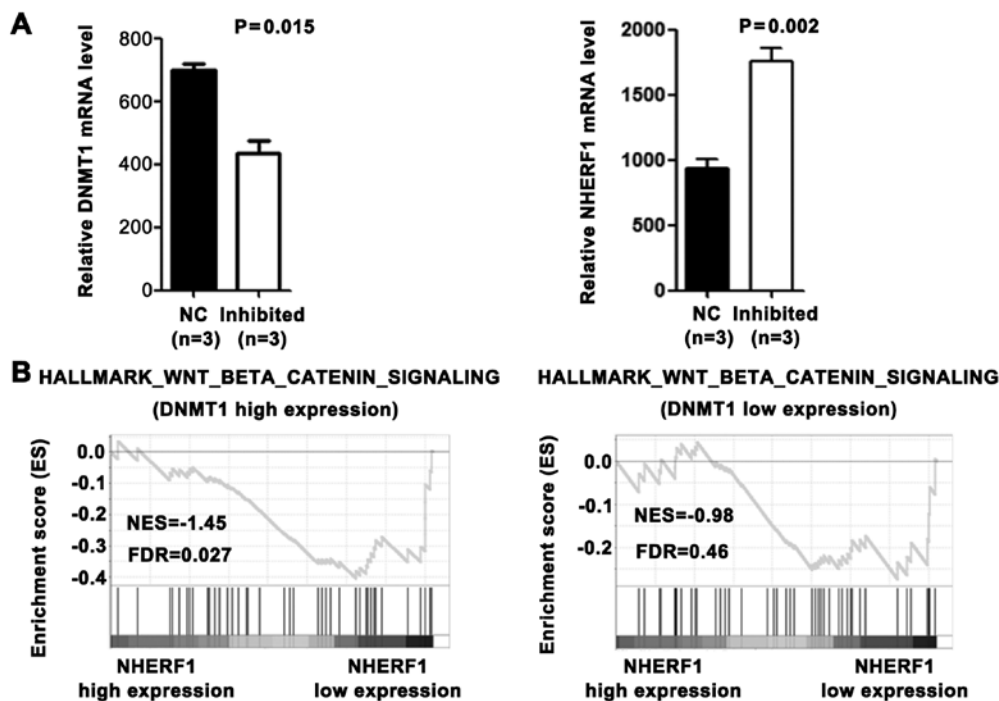 A
P=0.015
Relative DNMT1 mRNA level
800
600
400
200
0
NC
(n=3)
Inhibited
(n=3)
P=0.002
Relative NHERF1 mRNA level
2000
1500
1000
500
0
NC
(n=3)
Inhibited
(n=3)
B
HALLMARK_WNT_BETA_CATENIN_SIGNALING
(DNMT1 high expression)
Enrichment score (ES)
0.0
-0.1
-0.2
-0.3
-0.4
NES=-1.45
FDR=0.027
NHERF1
high expression
NHERF1
low expression
HALLMARK_WNT_BETA_CATENIN_SIGNALING
(DNMT1 low expression)
Enrichment score (ES)
0.0
-0.1
-0.2
NES=-0.98
FDR=0.46
NHERF1
high expression
NHERF1
low expression